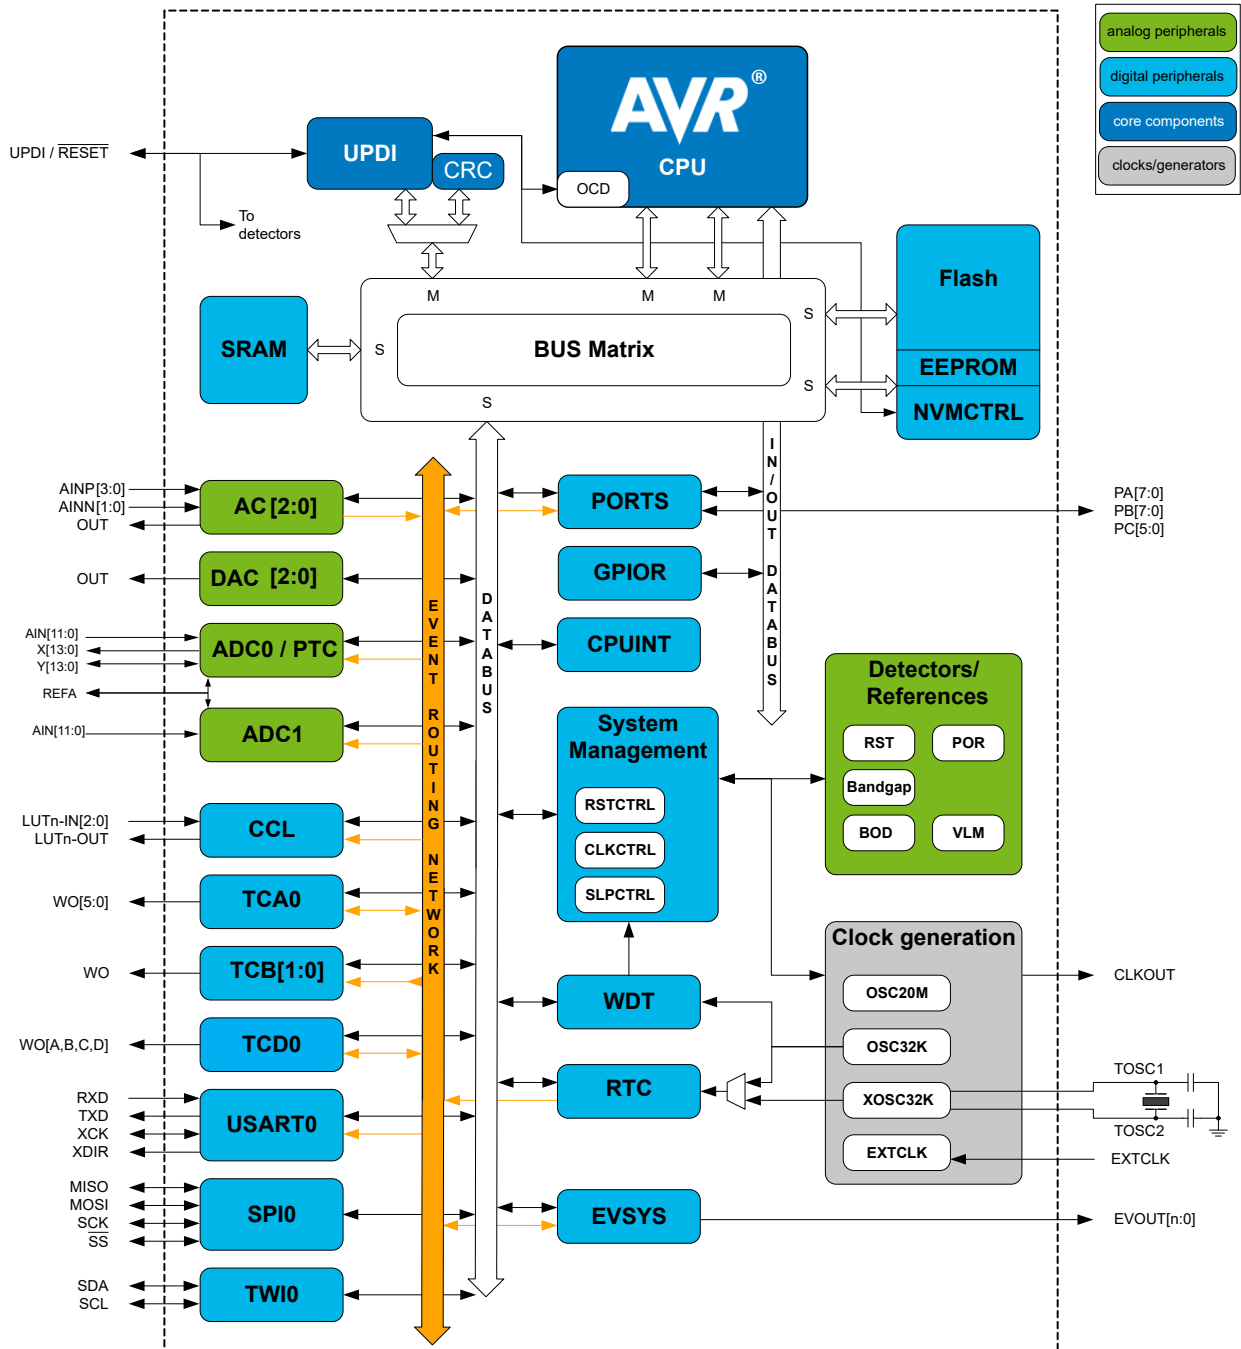 analog peripherals
digital peripherals
core components
clocks/generators
AVR®
CPU
OCD
UPDI / RESET
UPDI
CRC
To
detectors
Flash
EEPROM
NVMCTRL
SRAM
M
M
M
S
S
S
S
BUS Matrix
AINP[3:0]
AINN[1:0]
OUT
AC [2:0]
OUT
DAC [2:0]
AIN[11:0]
X[13:0]
Y[13:0]
ADC0 / PTC
REFA
AIN[11:0]
ADC1
LUTn-IN[2:0]
LUTn-OUT
CCL
WO[5:0]
TCA0
WO
TCB[1:0]
WO[A,B,C,D]
TCD0
RXD
TXD
XCK
XDIR
USART0
MISO
MOSI
SCK
SS
SPI0
SDA
SCL
TWI0
EVENT ROUTING NETWORK
DATABUS
IN/OUT DATABUS
PORTS
PA[7:0]
PB[7:0]
PC[5:0]
GPIOR
CPUINT
System
Management
RSTCTRL
CLKCTRL
SLPCTRL
Detectors/
References
RST
POR
Bandgap
BOD
VLM
WDT
RTC
EVSYS
Clock generation
OSC20M
OSC32K
XOSC32K
EXTCLK
CLKOUT
TOSC1
TOSC2
EXTCLK
EVOUT[n:0]